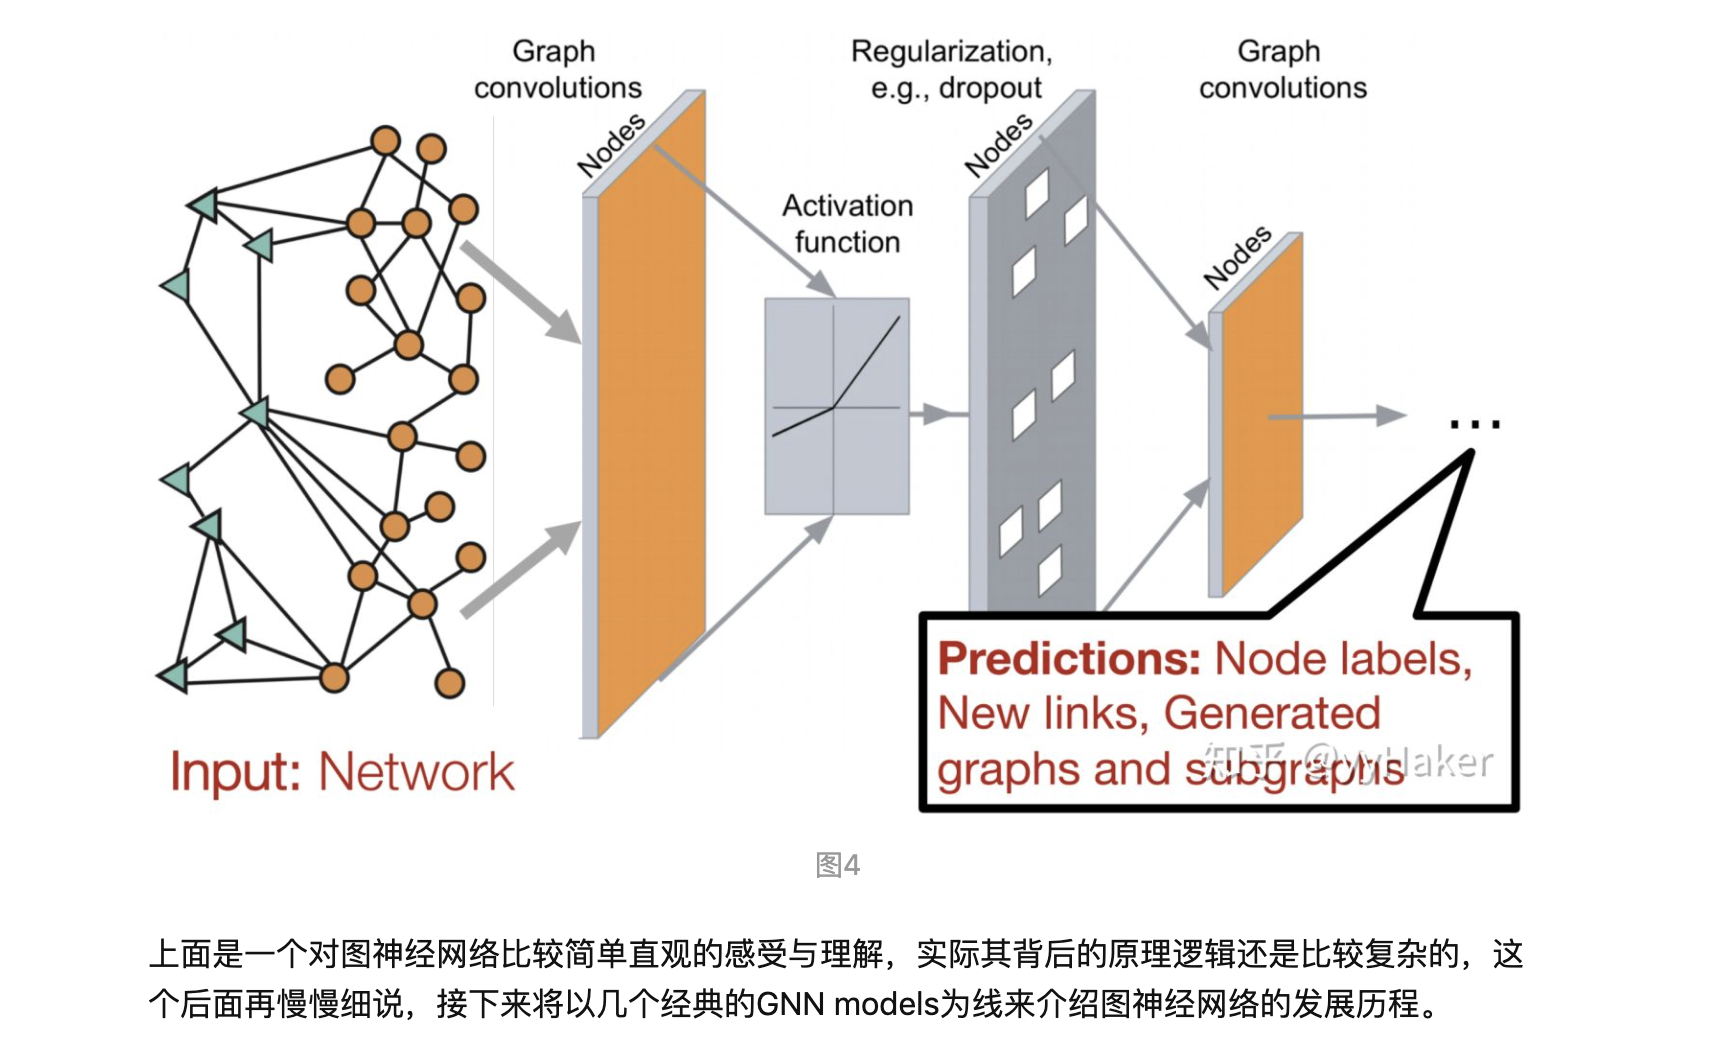 Graph
convolutions
Regularization,
e.g., dropout
Graph
convolutions
Nodes
Nodes
Activation
function
Nodes
...
Predictions: Node labels,
New links, Generated
graphs and subgraphs
知乎 @yyHaker
Input: Network
图4
上面是一个对图神经网络比较简单直观的感受与理解，实际其背后的原理逻辑还是比较复杂的，这
个后面再慢慢细说，接下来将以几个经典的GNN models为线来介绍图神经网络的发展历程。